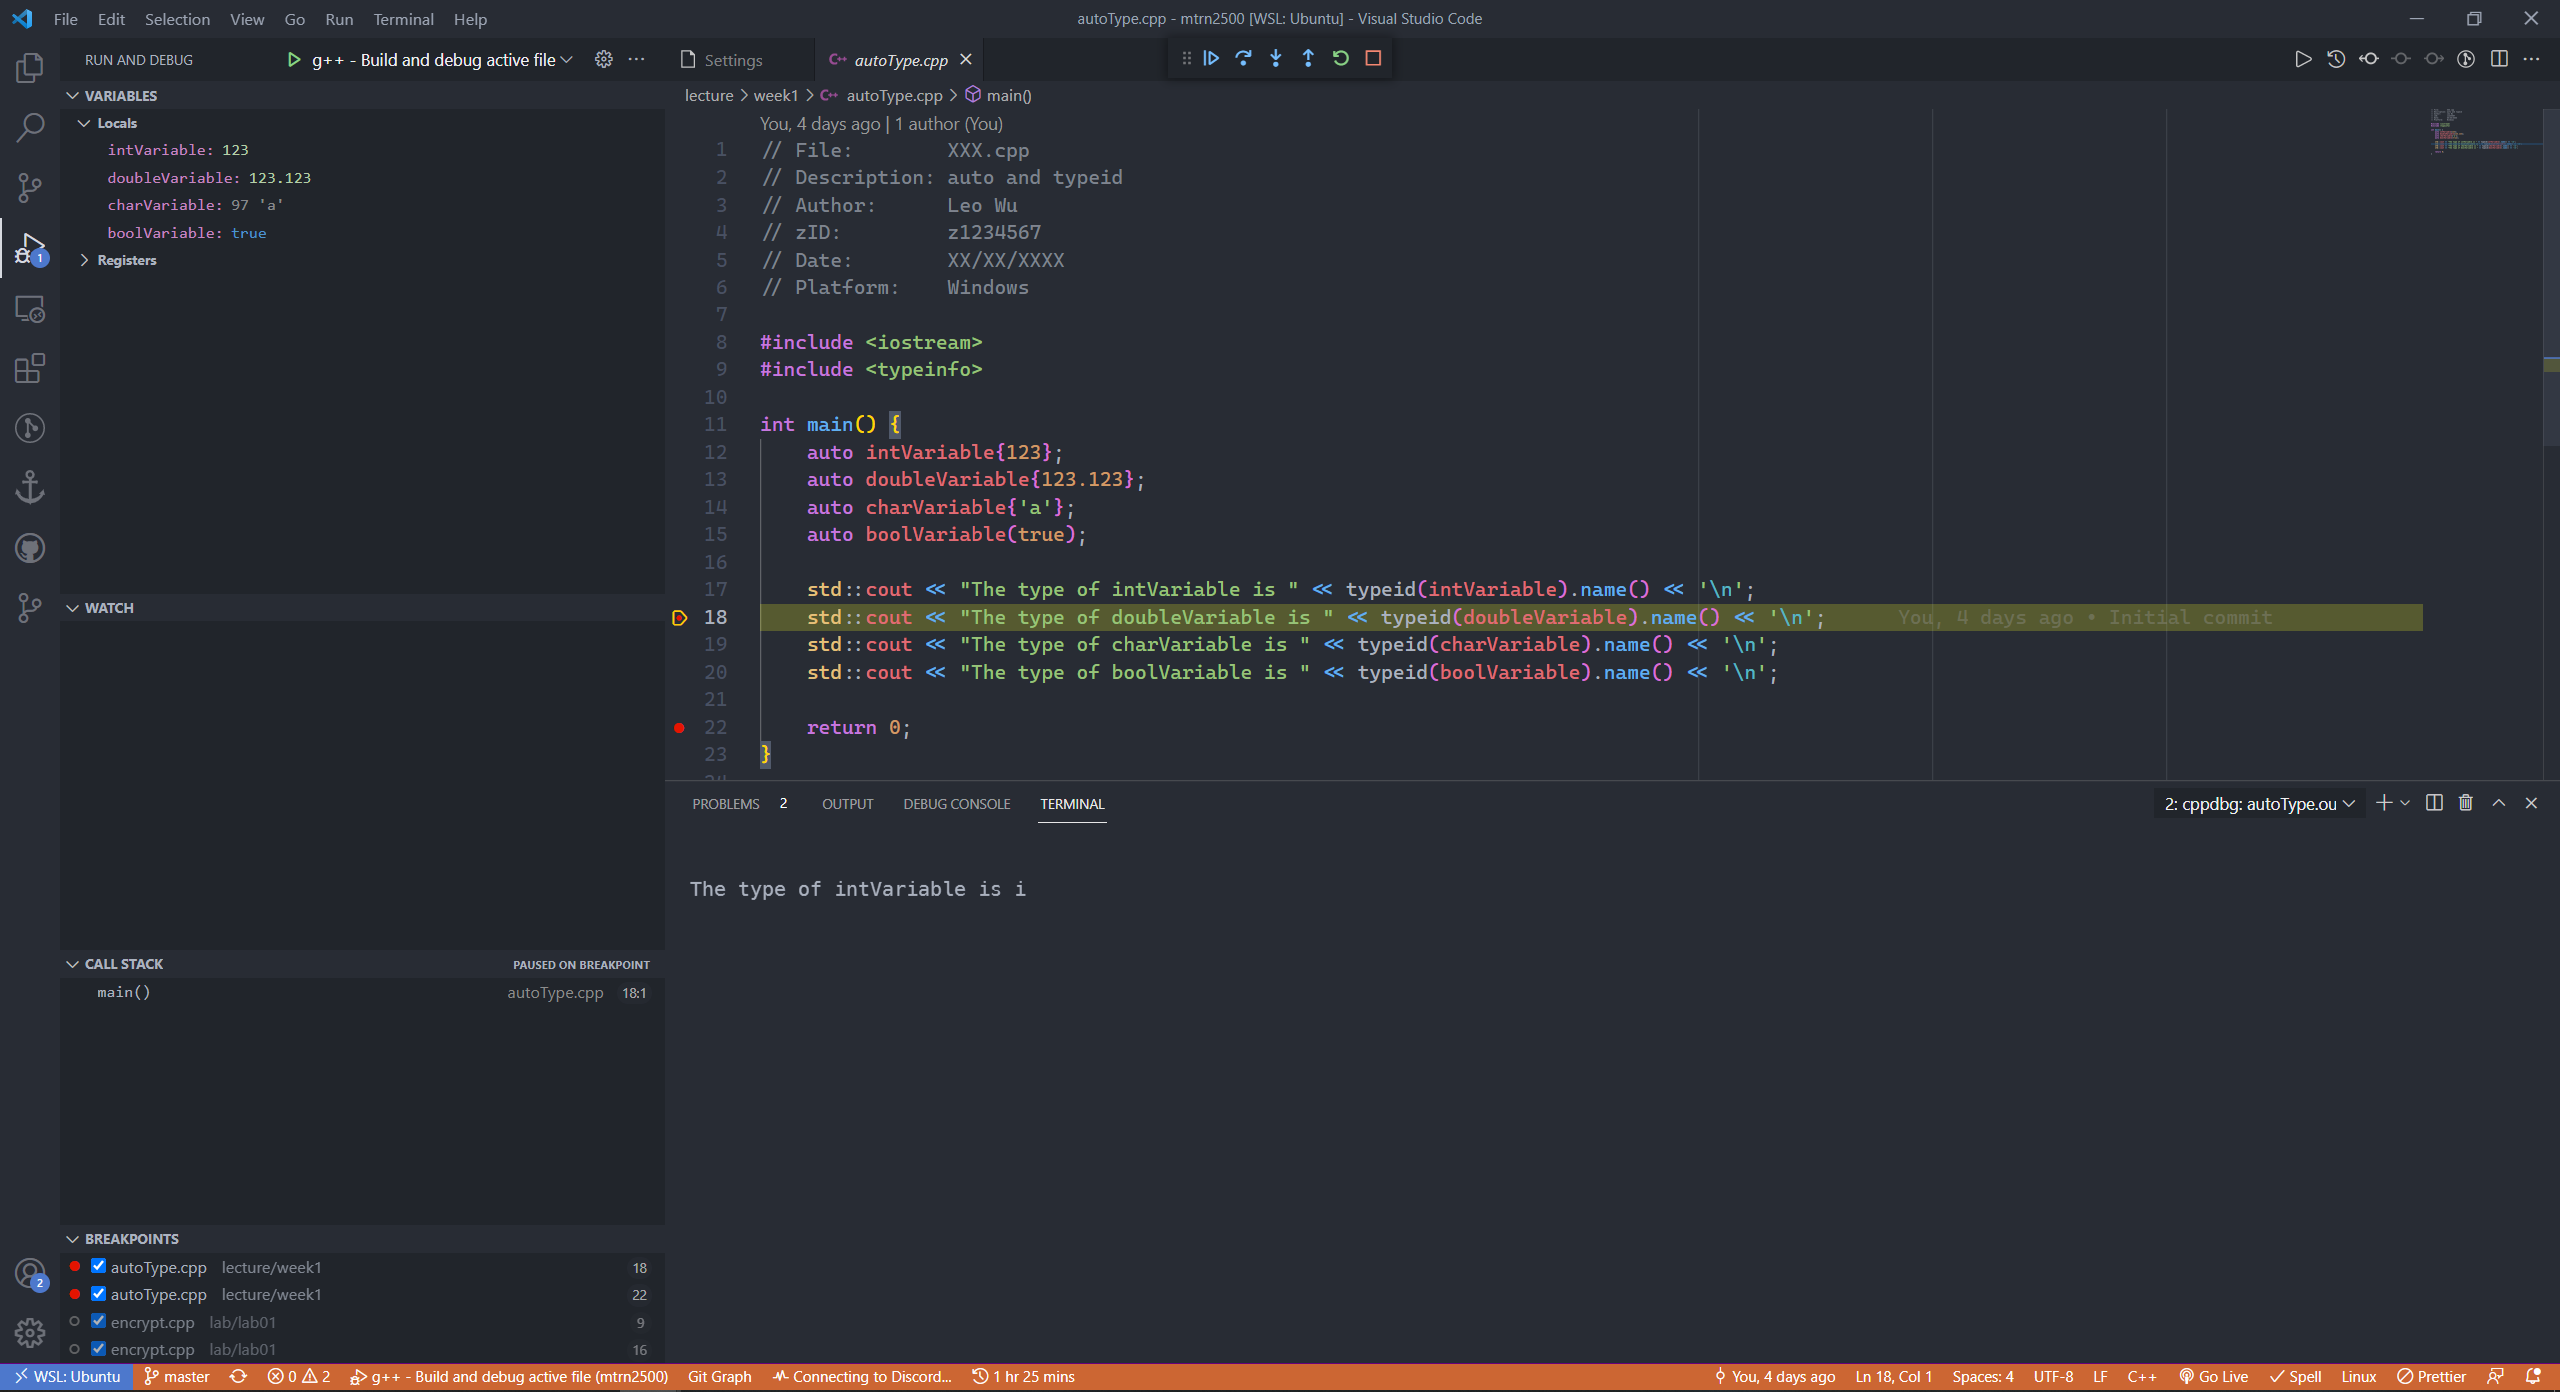 File Edit Selection View Go Run Terminal Help
autoType.cpp - mtrn2500 [WSL: Ubuntu] - Visual Studio Code
RUN AND DEBUG
g++ - Build and debug active file
Settings
autoType.cpp
VARIABLES
Locals
intVariable: 123
doubleVariable: 123.123
charVariable: 97 'a'
boolVariable: true
Registers
WATCH
CALL STACK
PAUSED ON BREAKPOINT
main() autoType.cpp 18:1
BREAKPOINTS
autoType.cpp lecture/week1 18
autoType.cpp lecture/week1 22
encrypt.cpp lab/lab01 9
encrypt.cpp lab/lab01 16
1
2
lecture > week1 > autoType.cpp > main()
You, 4 days ago | 1 author (You)
1 // File:        XXX.cpp
2 // Description: auto and typeid
3 // Author:      Leo Wu
4 // zID:         z1234567
5 // Date:        XX/XX/XXXX
6 // Platform:    Windows
7
8 #include <iostream>
9 #include <typeinfo>
10
11 int main() {
12     auto intVariable{123};
13     auto doubleVariable{123.123};
14     auto charVariable{'a'};
15     auto boolVariable(true);
16
17     std::cout << "The type of intVariable is " << typeid(intVariable).name() << '\n';
18     std::cout << "The type of doubleVariable is " << typeid(doubleVariable).name() << '\n'; You, 4 days ago • Initial commit
19     std::cout << "The type of charVariable is " << typeid(charVariable).name() << '\n';
20     std::cout << "The type of boolVariable is " << typeid(boolVariable).name() << '\n';
21
22     return 0;
23 }
PROBLEMS 2 OUTPUT DEBUG CONSOLE TERMINAL
2: cppdbg: autoType.ou
The type of intVariable is i
WSL: Ubuntu master 0 2 g++ - Build and debug active file (mtrn2500) Git Graph Connecting to Discord... 1 hr 25 mins
You, 4 days ago Ln 18, Col 1 Spaces: 4 UTF-8 LF C++ Go Live Spell Linux Prettier